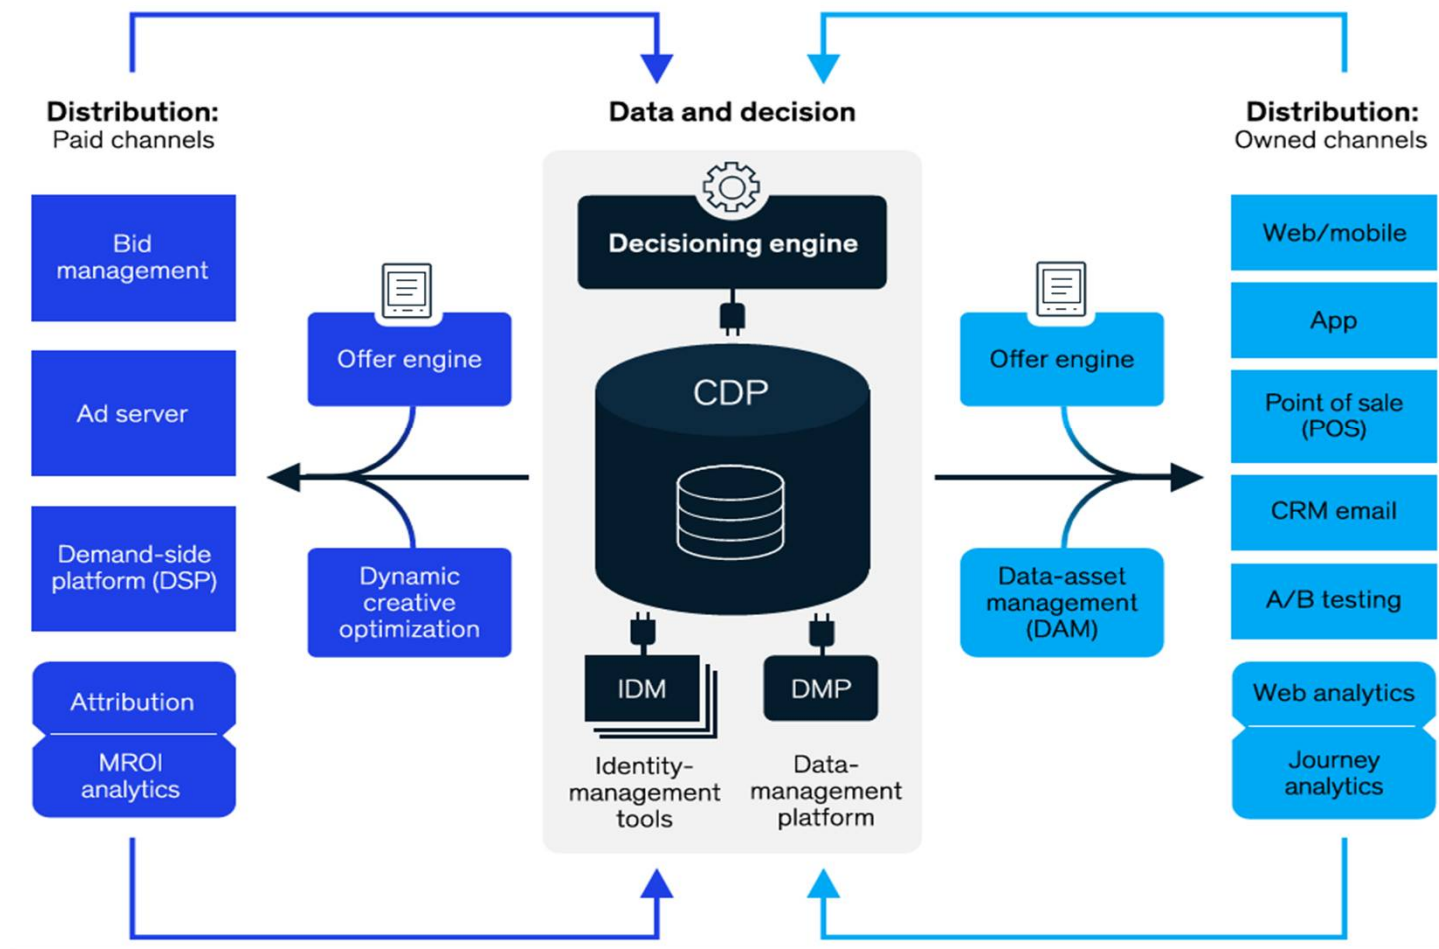 Distribution:
Paid channels
Bid
management
Ad server
Demand-side
platform (DSP)
Attribution
MROI
analytics
Offer engine
Dynamic
creative
optimization
Data and decision
Decisioning engine
CDP
IDM
DMP
Identity-
management
tools
Data-
management
platform
Offer engine
Data-asset
management
(DAM)
Distribution:
Owned channels
Web/mobile
App
Point of sale
(POS)
CRM email
A/B testing
Web analytics
Journey
analytics